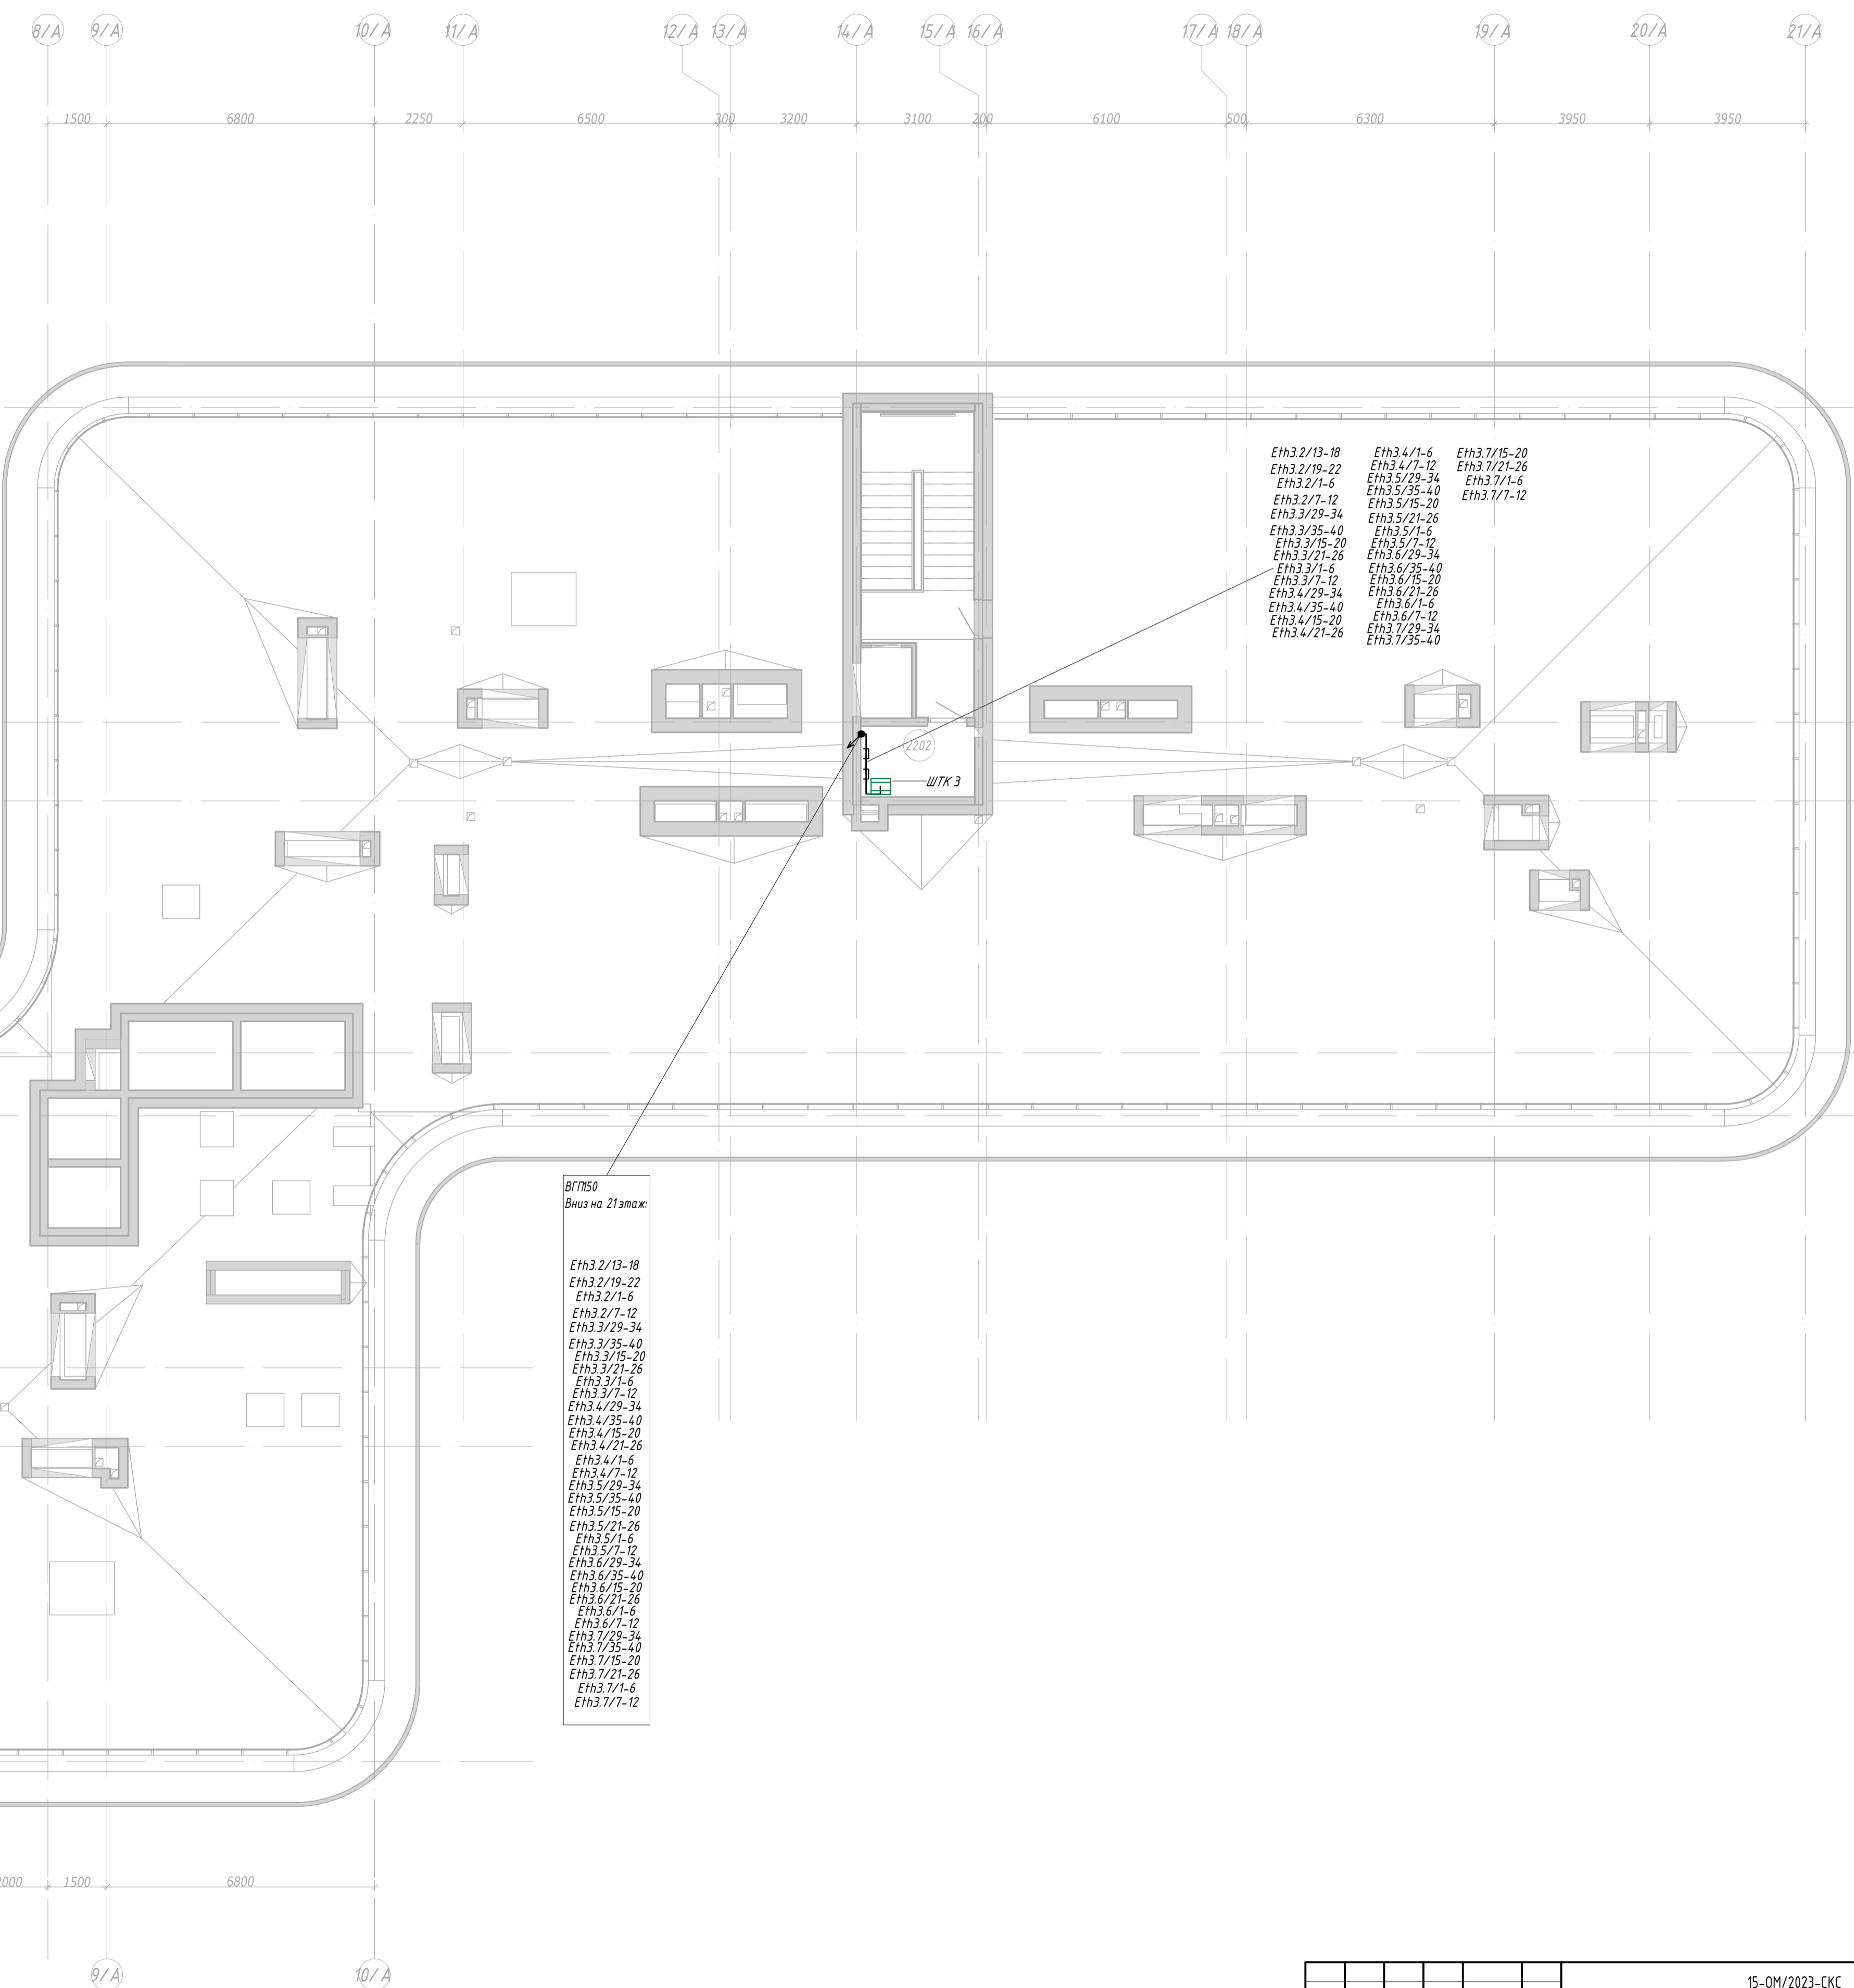 8/А 9/А 10/А 11/А 12/А 13/А 14/А 15/А 16/А 17/А 18/А 19/А 20/А 21/А
1500 6800 2250 6500 300 3200 3100 200 6100 500 6300 3950 3950
Eth3.2/13-18
Eth3.2/19-22
Eth3.2/1-6
Eth3.2/7-12
Eth3.3/29-34
Eth3.3/35-40
Eth3.3/15-20
Eth3.3/21-26
Eth3.3/1-6
Eth3.3/7-12
Eth3.4/29-34
Eth3.4/35-40
Eth3.4/15-20
Eth3.4/21-26
Eth3.4/1-6
Eth3.4/7-12
Eth3.5/29-34
Eth3.5/35-40
Eth3.5/15-20
Eth3.5/21-26
Eth3.5/1-6
Eth3.5/7-12
Eth3.6/29-34
Eth3.6/35-40
Eth3.6/15-20
Eth3.6/21-26
Eth3.6/1-6
Eth3.6/7-12
Eth3.7/29-34
Eth3.7/35-40
Eth3.7/15-20
Eth3.7/21-26
Eth3.7/1-6
Eth3.7/7-12
2202
ШТК 3
ВГП150
Вниз на 21 этаж:
Eth3.2/13-18
Eth3.2/19-22
Eth3.2/1-6
Eth3.2/7-12
Eth3.3/29-34
Eth3.3/35-40
Eth3.3/15-20
Eth3.3/21-26
Eth3.3/1-6
Eth3.3/7-12
Eth3.4/29-34
Eth3.4/35-40
Eth3.4/15-20
Eth3.4/21-26
Eth3.4/1-6
Eth3.4/7-12
Eth3.5/29-34
Eth3.5/35-40
Eth3.5/15-20
Eth3.5/21-26
Eth3.5/1-6
Eth3.5/7-12
Eth3.6/29-34
Eth3.6/35-40
Eth3.6/15-20
Eth3.6/21-26
Eth3.6/1-6
Eth3.6/7-12
Eth3.7/29-34
Eth3.7/35-40
Eth3.7/15-20
Eth3.7/21-26
Eth3.7/1-6
Eth3.7/7-12
1500 6800
9/А 10/А
15-ОМ/2023-СКС